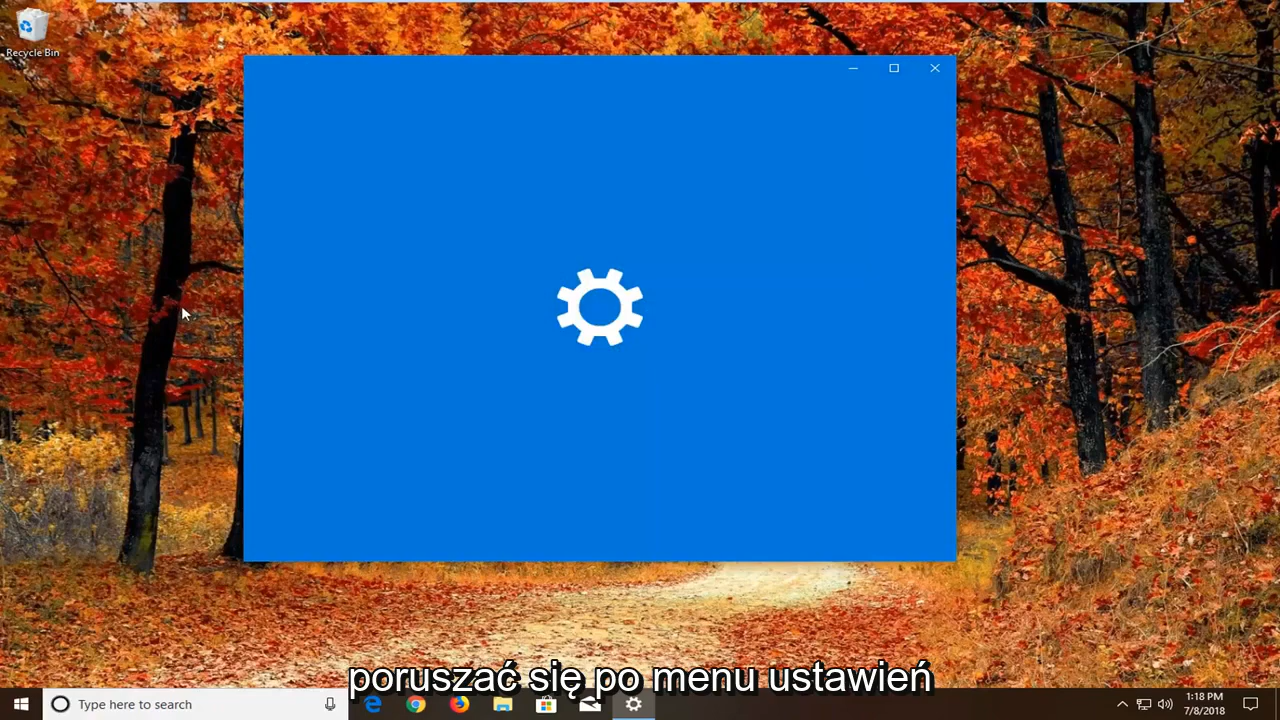 Recycle Bin
poruszać się po menu ustawień
Type here to search
1:18 PM
7/8/2018